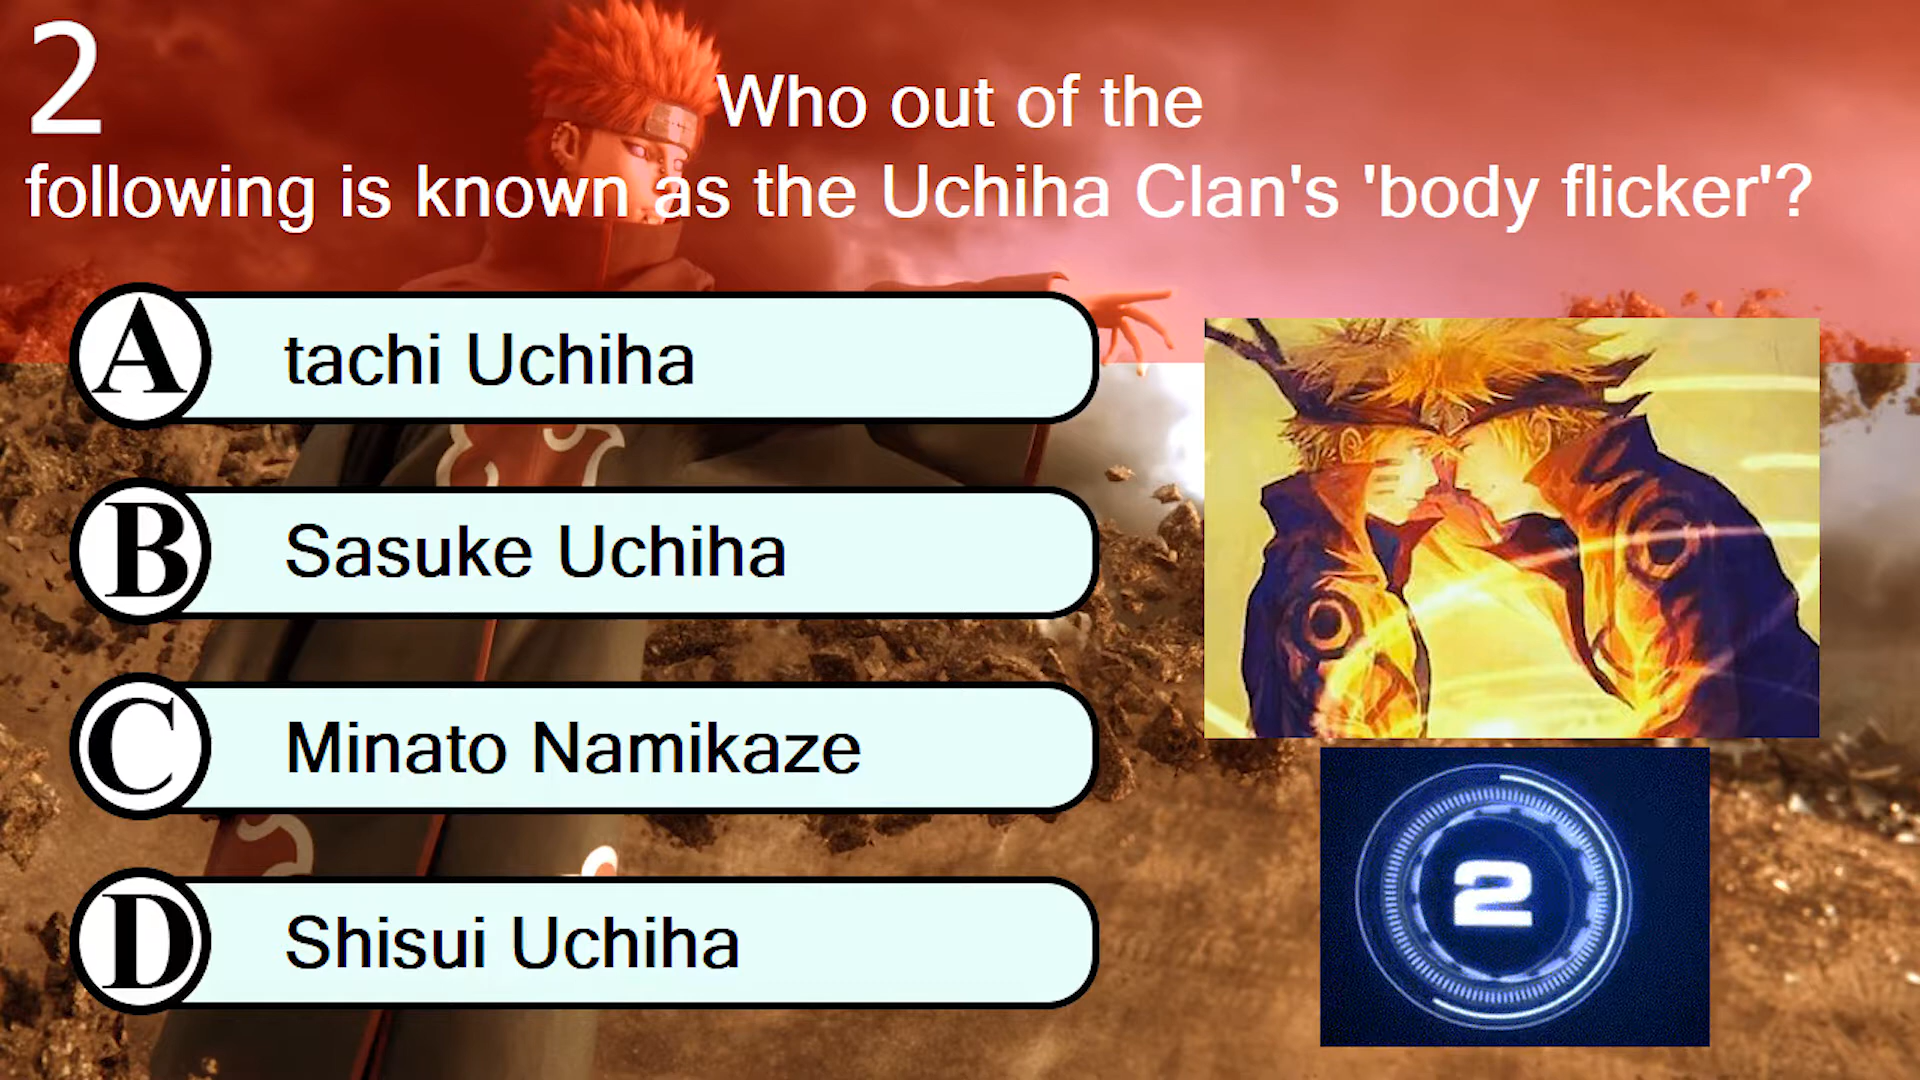 2
Who out of the
following is known as the Uchiha Clan's 'body flicker'?
A
tachi Uchiha
B
Sasuke Uchiha
C
Minato Namikaze
D
Shisui Uchiha
2